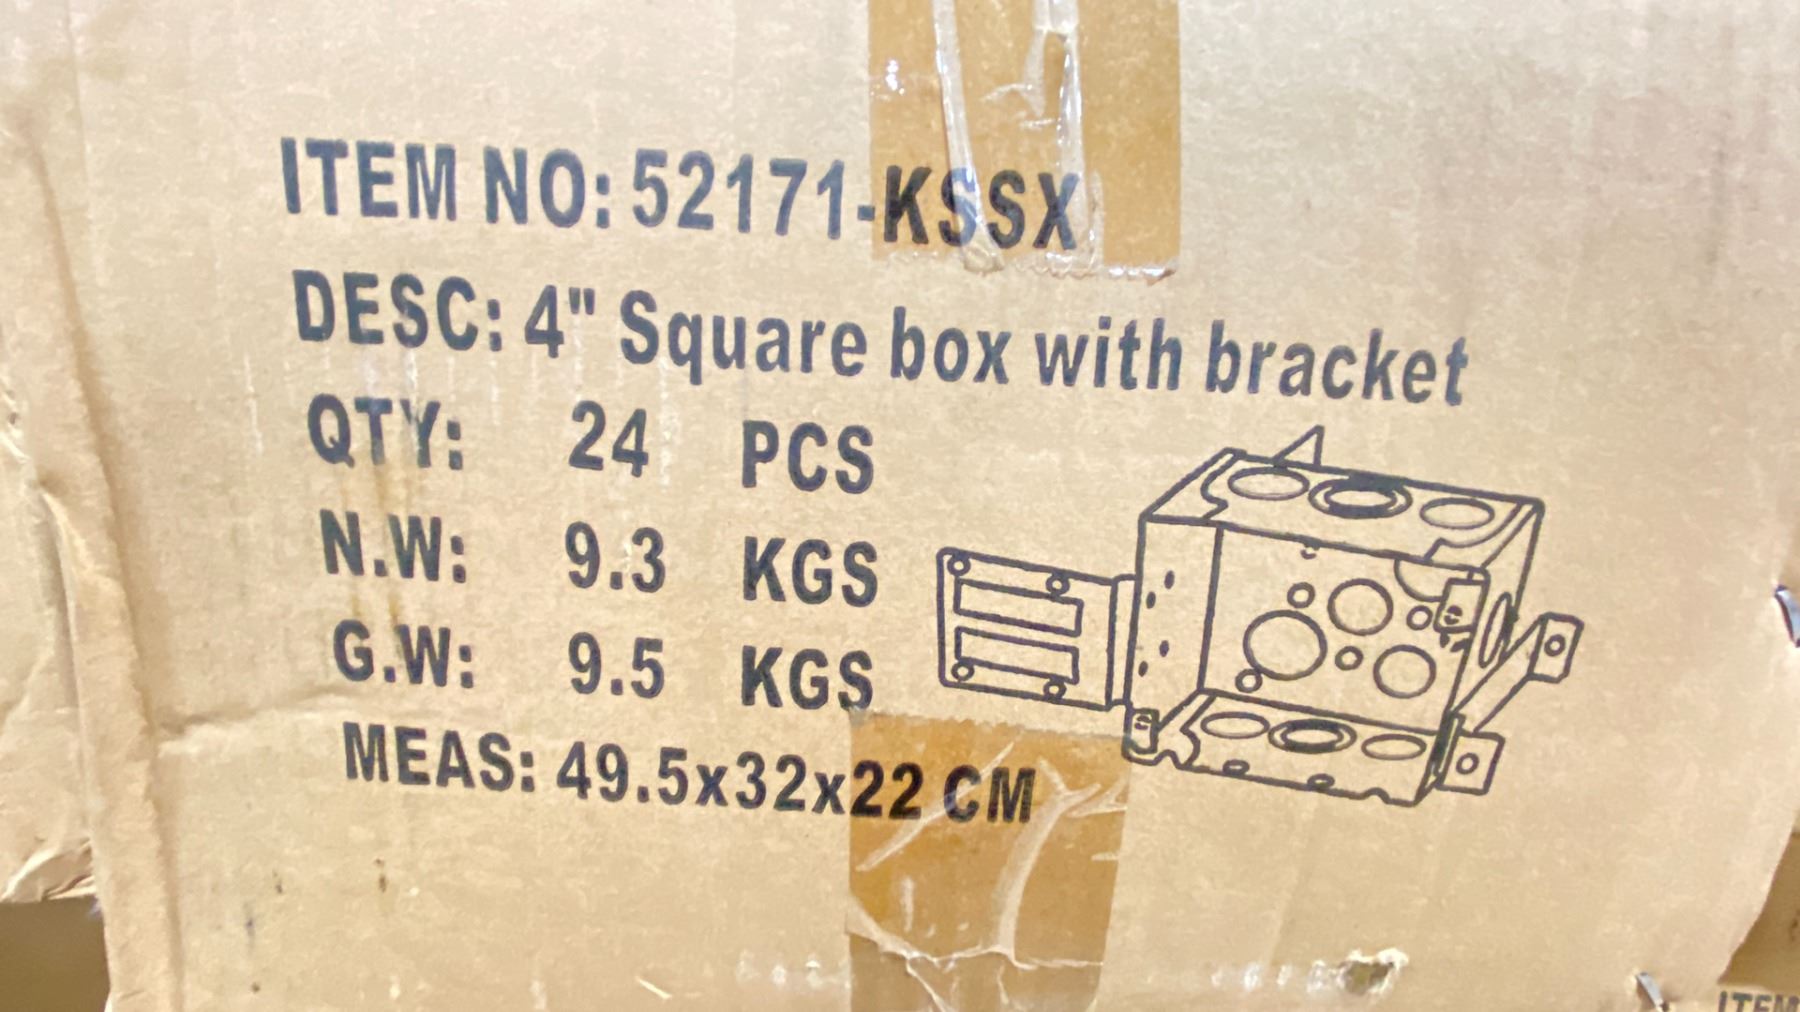 ITEM NO: 52171-KSSX
DESC: 4" Square box with bracket
QTY: 24 PCS
N.W: 9.3 KGS
G.W: 9.5 KGS
MEAS: 49.5x32x22 CM
ITEM